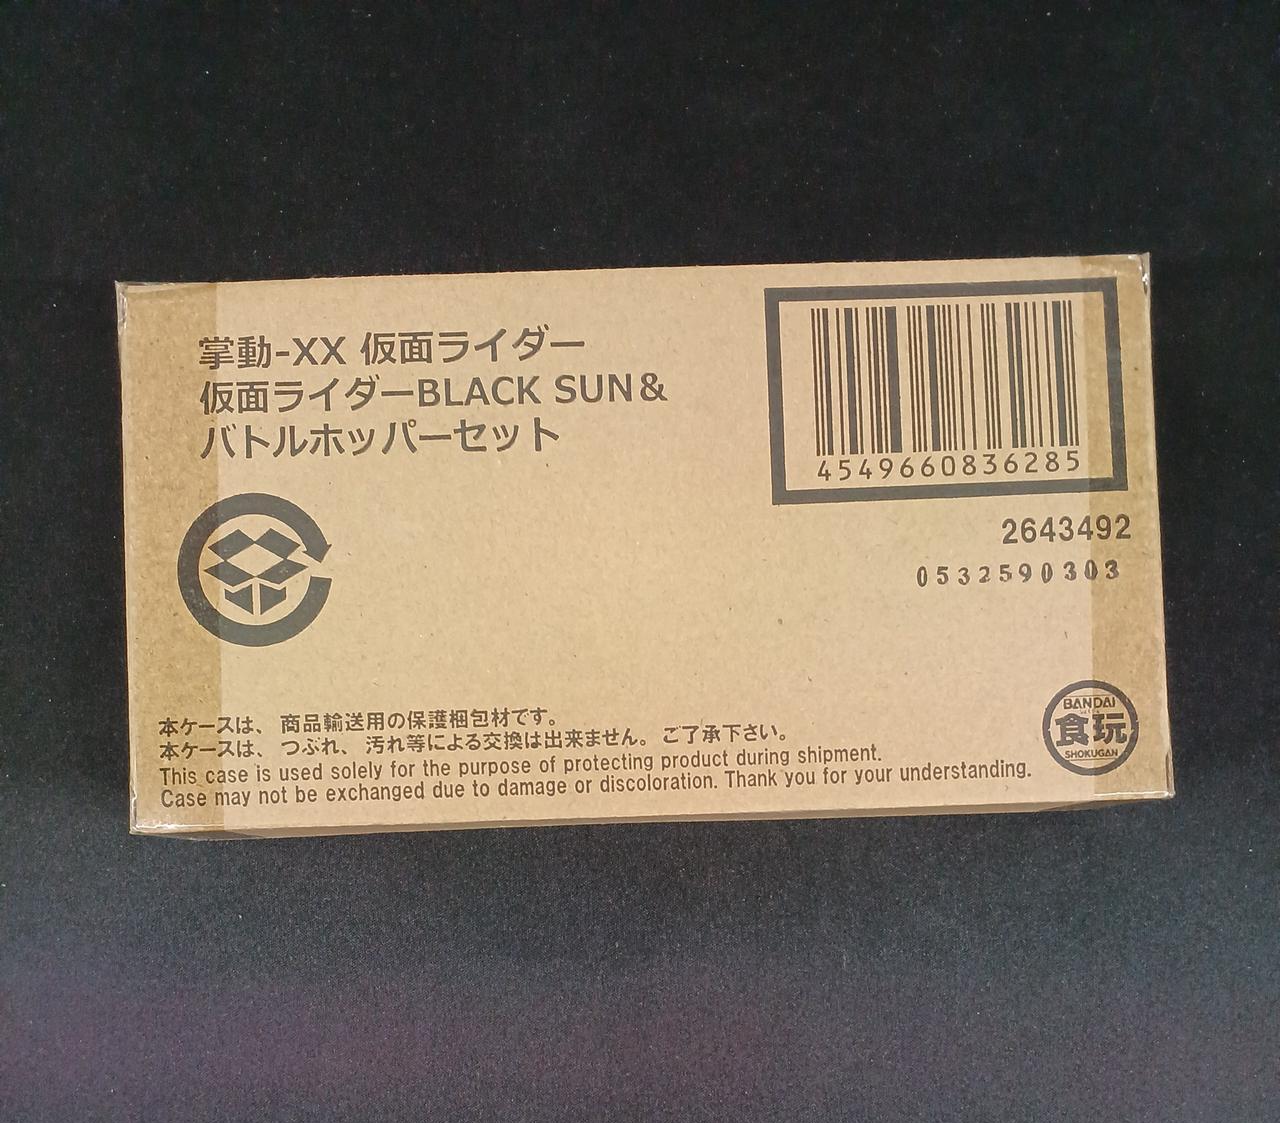 掌動-XX 仮面ライダー
仮面ライダーBLACK SUN&
バトルホッパーセット
4549660836285
2643492
0532590303
本ケースは、商品輸送用の保護梱包材です。
本ケースは、つぶれ、汚れ等による交換は出来ません。ご了承下さい。
This case is used solely for the purpose of protecting product during shipment.
Case may not be exchanged due to damage or discoloration. Thank you for your understanding.
BANDAI
食玩
SHOKUGAN